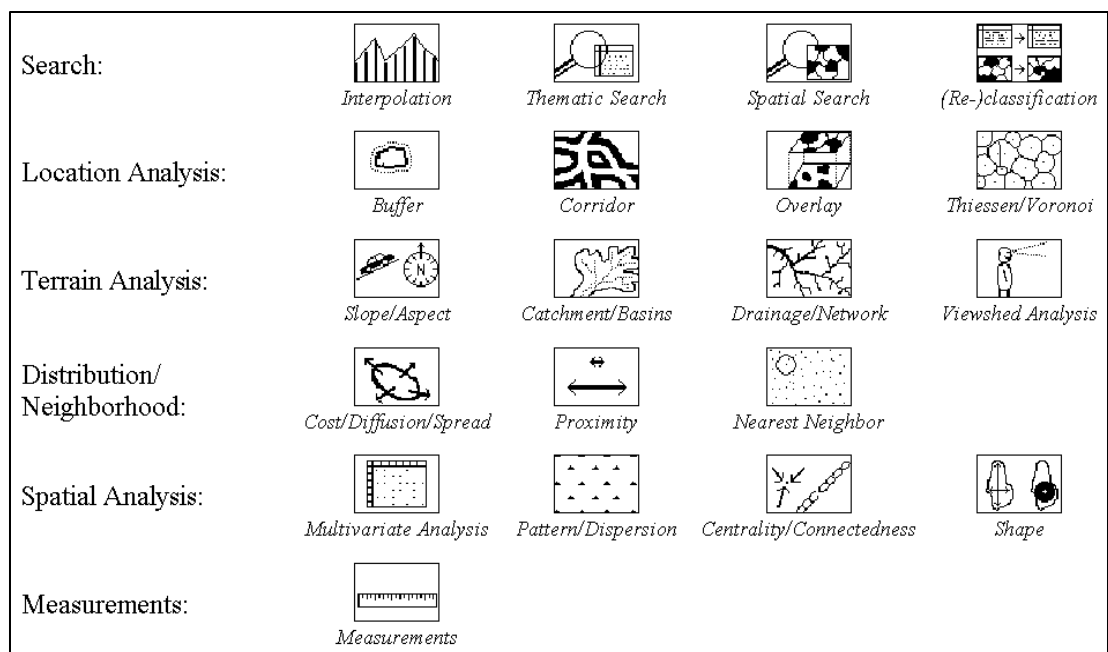 Search:
Interpolation
Thematic Search
Spatial Search
(Re-)classification
Location Analysis:
Buffer
Corridor
Overlay
Thiessen/Voronoi
Terrain Analysis:
N
Slope/Aspect
Catchment/Basins
Drainage/Network
Viewshed Analysis
Distribution/
Neighborhood:
Cost/Diffusion/Spread
Proximity
Nearest Neighbor
Spatial Analysis:
Multivariate Analysis
Pattern/Dispersion
Centrality/Connectedness
Shape
Measurements:
Measurements